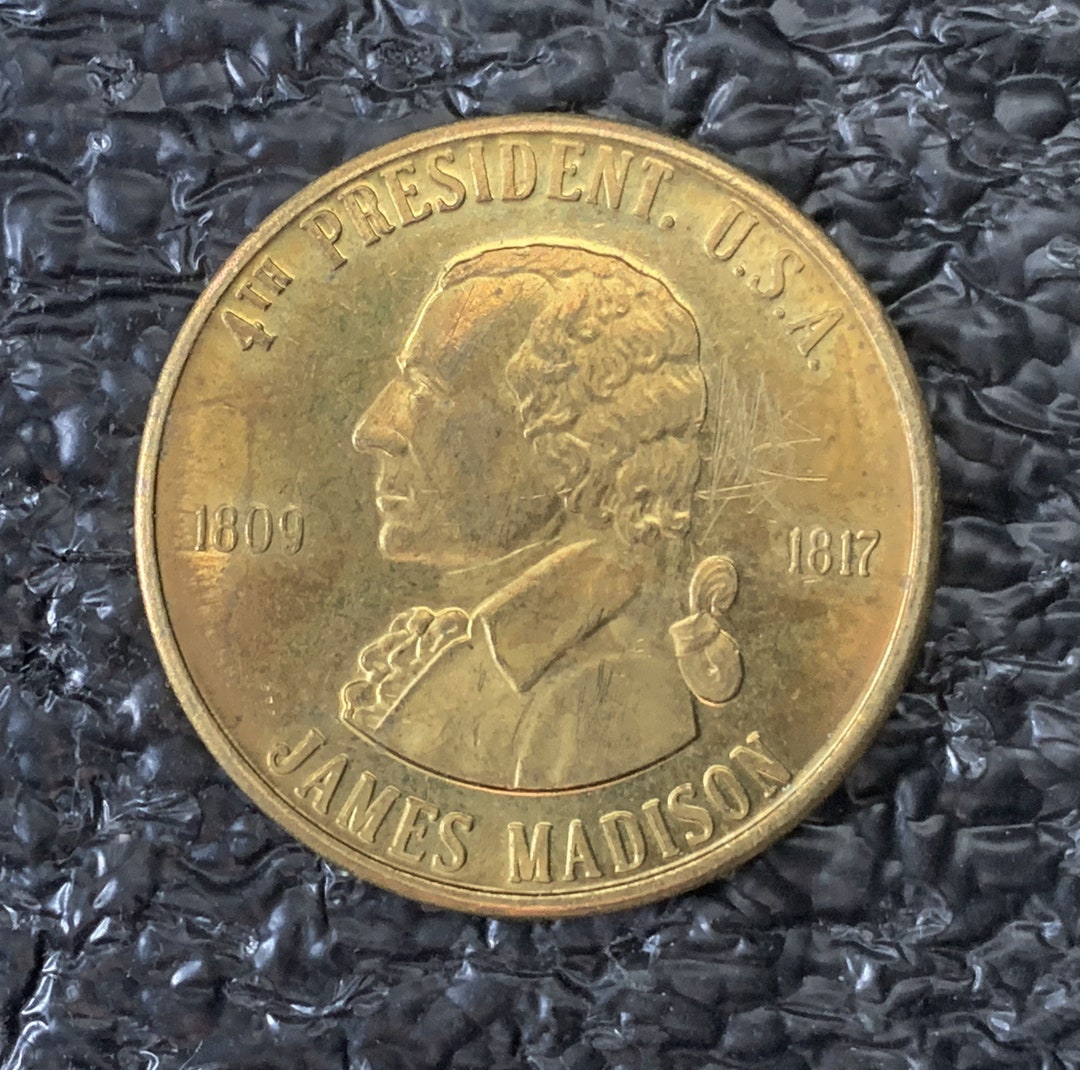 4TH PRESIDENT. U.S.A.
1809
1817
JAMES MADISON